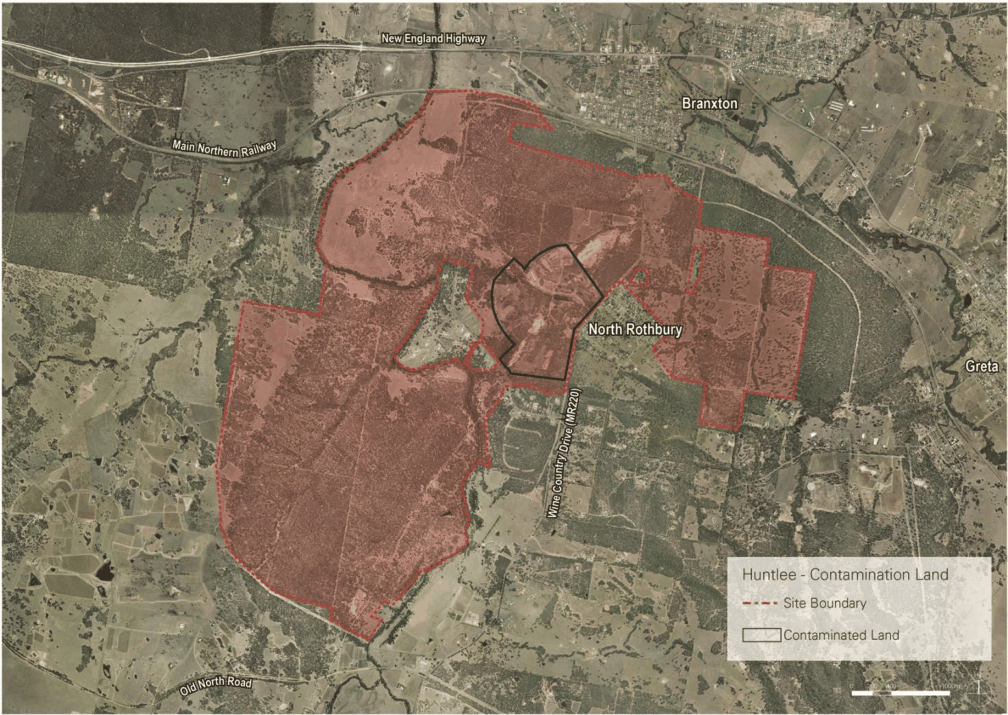 New England Highway
Branxton
Main Northern Railway
North Rothbury
Greta
Wine Country Drive (MR220)
Huntlee - Contamination Land
Site Boundary
Contaminated Land
Old North Road